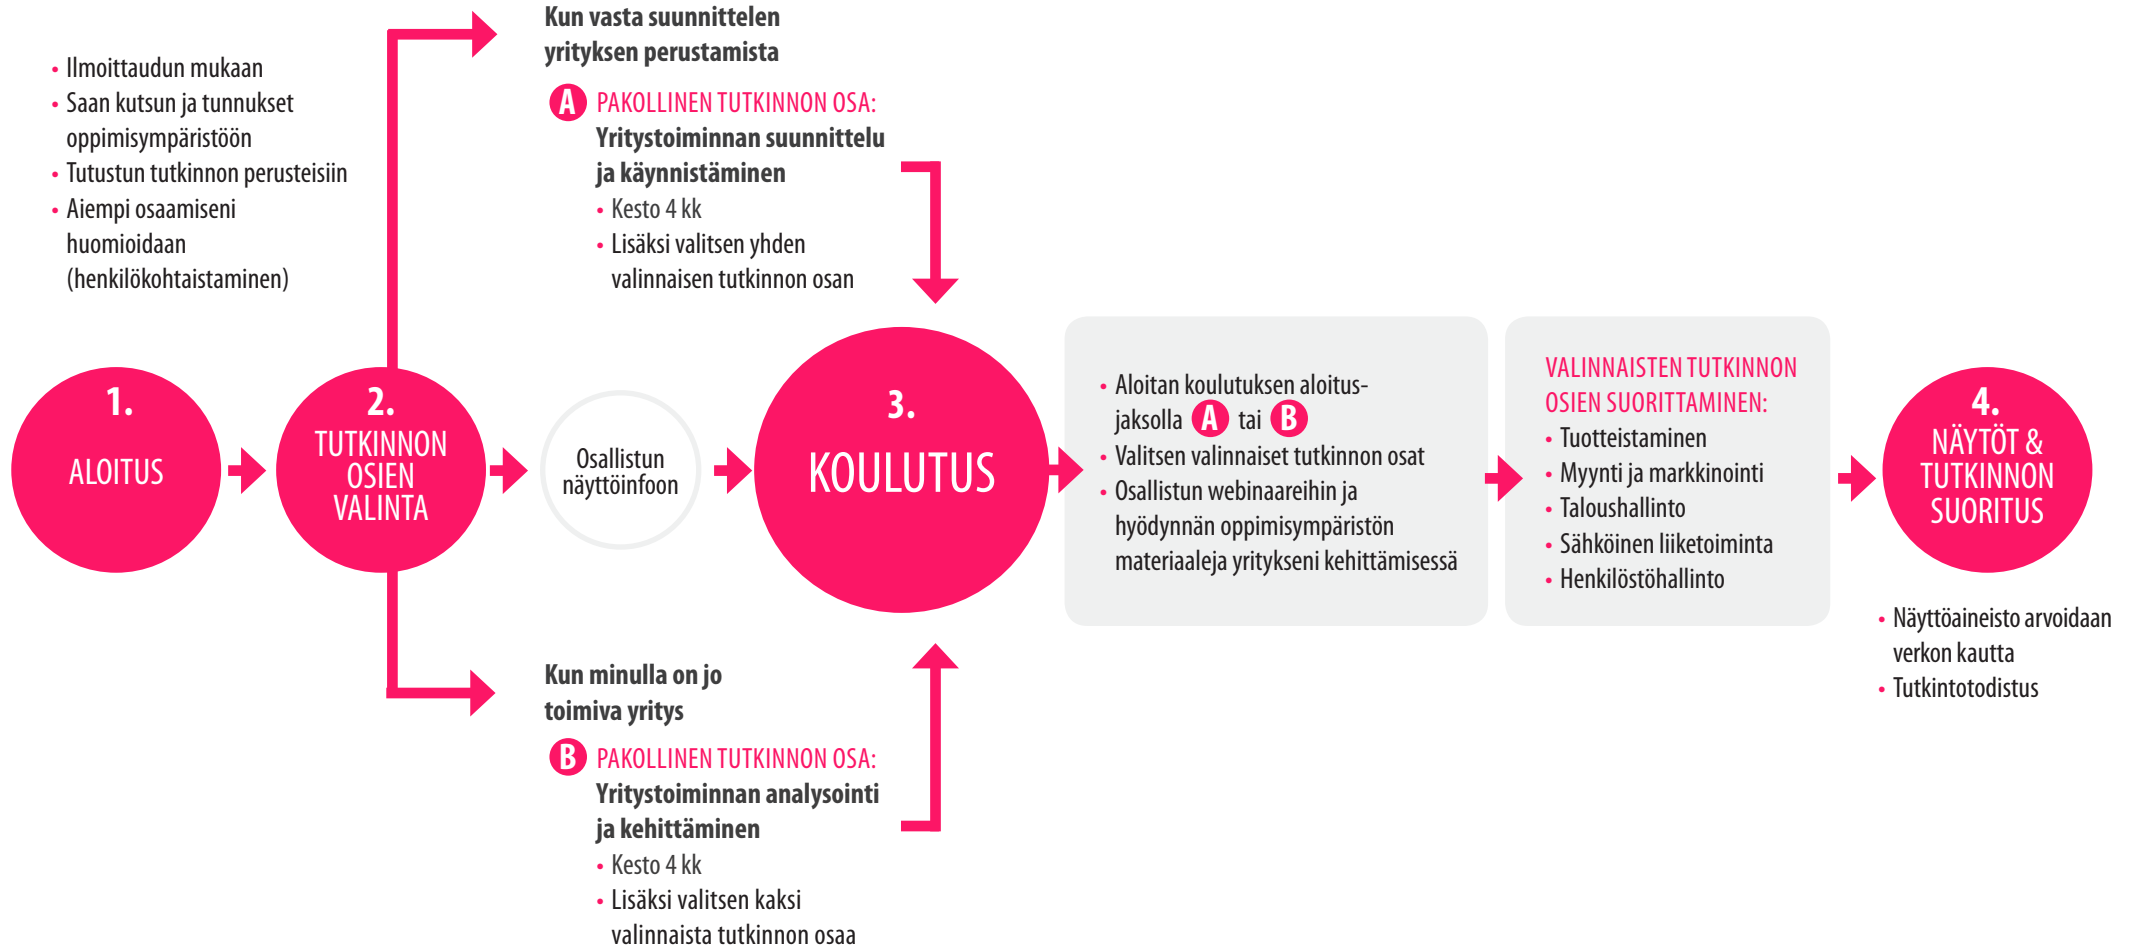 • Ilmoittaudun mukaan
• Saan kutsun ja tunnukset
oppimisympäristöön
• Tutustun tutkinnon perusteisiin
• Aiempi osaamiseni
huomioidaan
(henkilökohtaistaminen)
1.
ALOITUS
2.
TUTKINNON
OSIEN
VALINTA
Kun vasta suunnittelen
yrityksen perustamista
A PAKOLLINEN TUTKINNON OSA:
Yritystoiminnan suunnittelu
ja käynnistäminen
• Kesto 4 kk
• Lisäksi valitsen yhden
valinnaisen tutkinnon osan
Osallistun
näyttöinfoon
Kun minulla on jo
toimiva yritys
B PAKOLLINEN TUTKINNON OSA:
Yritystoiminnan analysointi
ja kehittäminen
• Kesto 4 kk
• Lisäksi valitsen kaksi
valinnaista tutkinnon osaa
3.
KOULUTUS
• Aloitan koulutuksen aloitus-
jaksolla A tai B
• Valitsen valinnaiset tutkinnon osat
• Osallistun webinaareihin ja
hyödynnän oppimisympäristön
materiaaleja yritykseni kehittämisessä
VALINNAISTEN TUTKINNON
OSIEN SUORITTAMINEN:
• Tuotteistaminen
• Myynti ja markkinointi
• Taloushallinto
• Sähköinen liiketoiminta
• Henkilöstöhallinto
4.
NÄYTÖT &
TUTKINNON
SUORITUS
• Näyttöaineisto arvoidaan
verkon kautta
• Tutkintotodistus